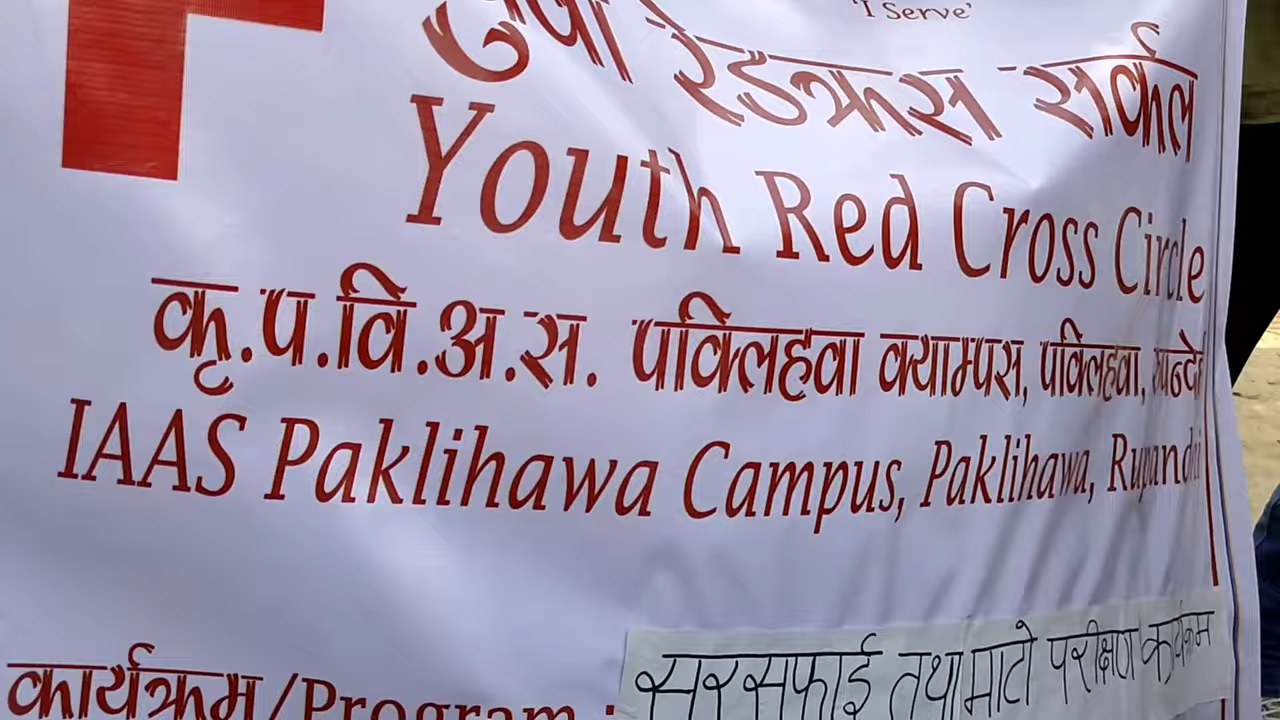 'I Serve'
युवा रेडक्रस सर्कल
Youth Red Cross Circle
कृ.प.वि.अ.स. पक्लिहवा क्याम्पस, पक्लिहवा,
IAAS Paklihawa Campus, Paklihawa, Rupandhi
कार्यक्रम/Program : सरसफाई तथा माटो परीक्षण कार्यक्रम